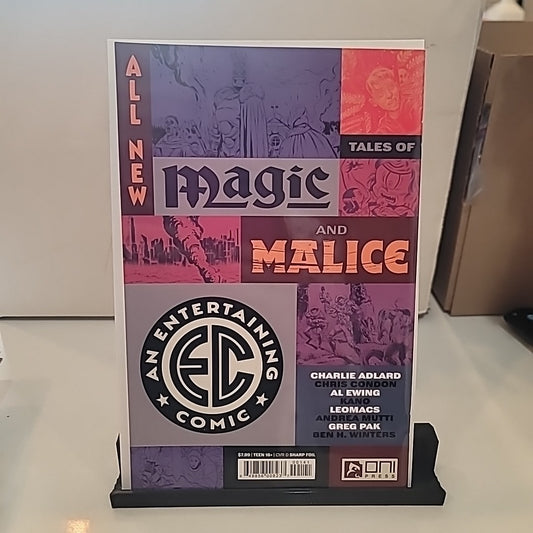 ALL NEW
TALES OF
Magic
AND
MALICE
AN ENTERTAINING
EC
COMIC
CHARLIE ADLARD
CHRIS CONDON
AL EWING
KANO
LEOMACS
ANDREA MUTTI
GREG PAK
BEN H. WINTERS
$7.99 | TEEN 16+ | CVR D SHARP FOIL
00141
ONI
PRESS